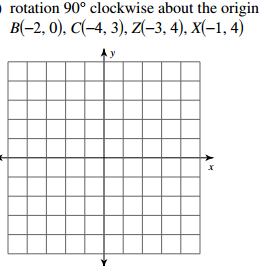 rotation 90° clockwise about the origin
B(−2, 0), C(−4, 3), Z(−3, 4), X(−1, 4)
y
x